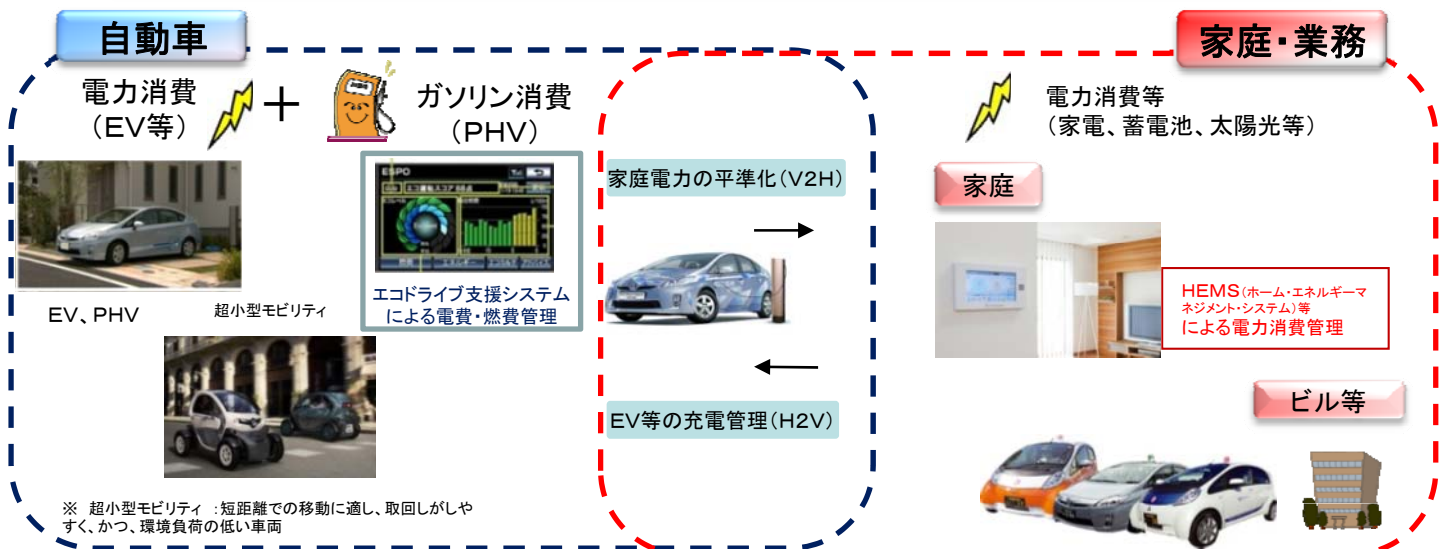 自動車
家庭・業務
電力消費
（EV等）
＋
ガソリン消費
（PHV）
ESPO
エコドライブ支援システム
による電費・燃費管理
EV、PHV
超小型モビリティ
※ 超小型モビリティ ：短距離での移動に適し、取回しがしや
すく、かつ、環境負荷の低い車両
家庭電力の平準化（V2H）
EV等の充電管理（H2V）
電力消費等
（家電、蓄電池、太陽光等）
家庭
HEMS（ホーム・エネルギーマ
ネジメント・システム）等
による電力消費管理
ビル等